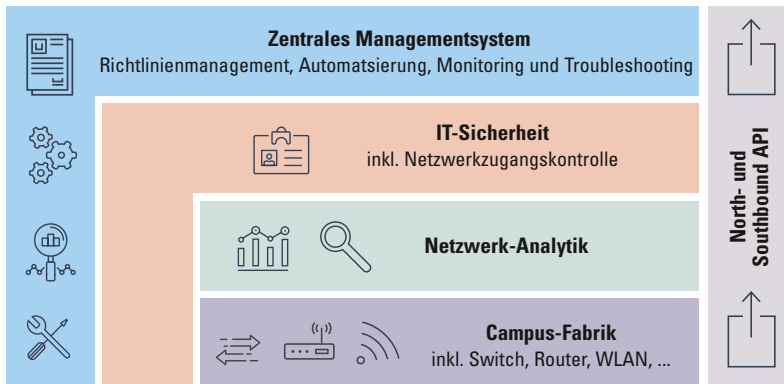 Zentrales Managementsystem
Richtlinienmanagement, Automatsierung, Monitoring und Troubleshooting
IT-Sicherheit
inkl. Netzwerkzugangskontrolle
Netzwerk-Analytik
Campus-Fabrik
inkl. Switch, Router, WLAN, ...
North- und
Southbound API